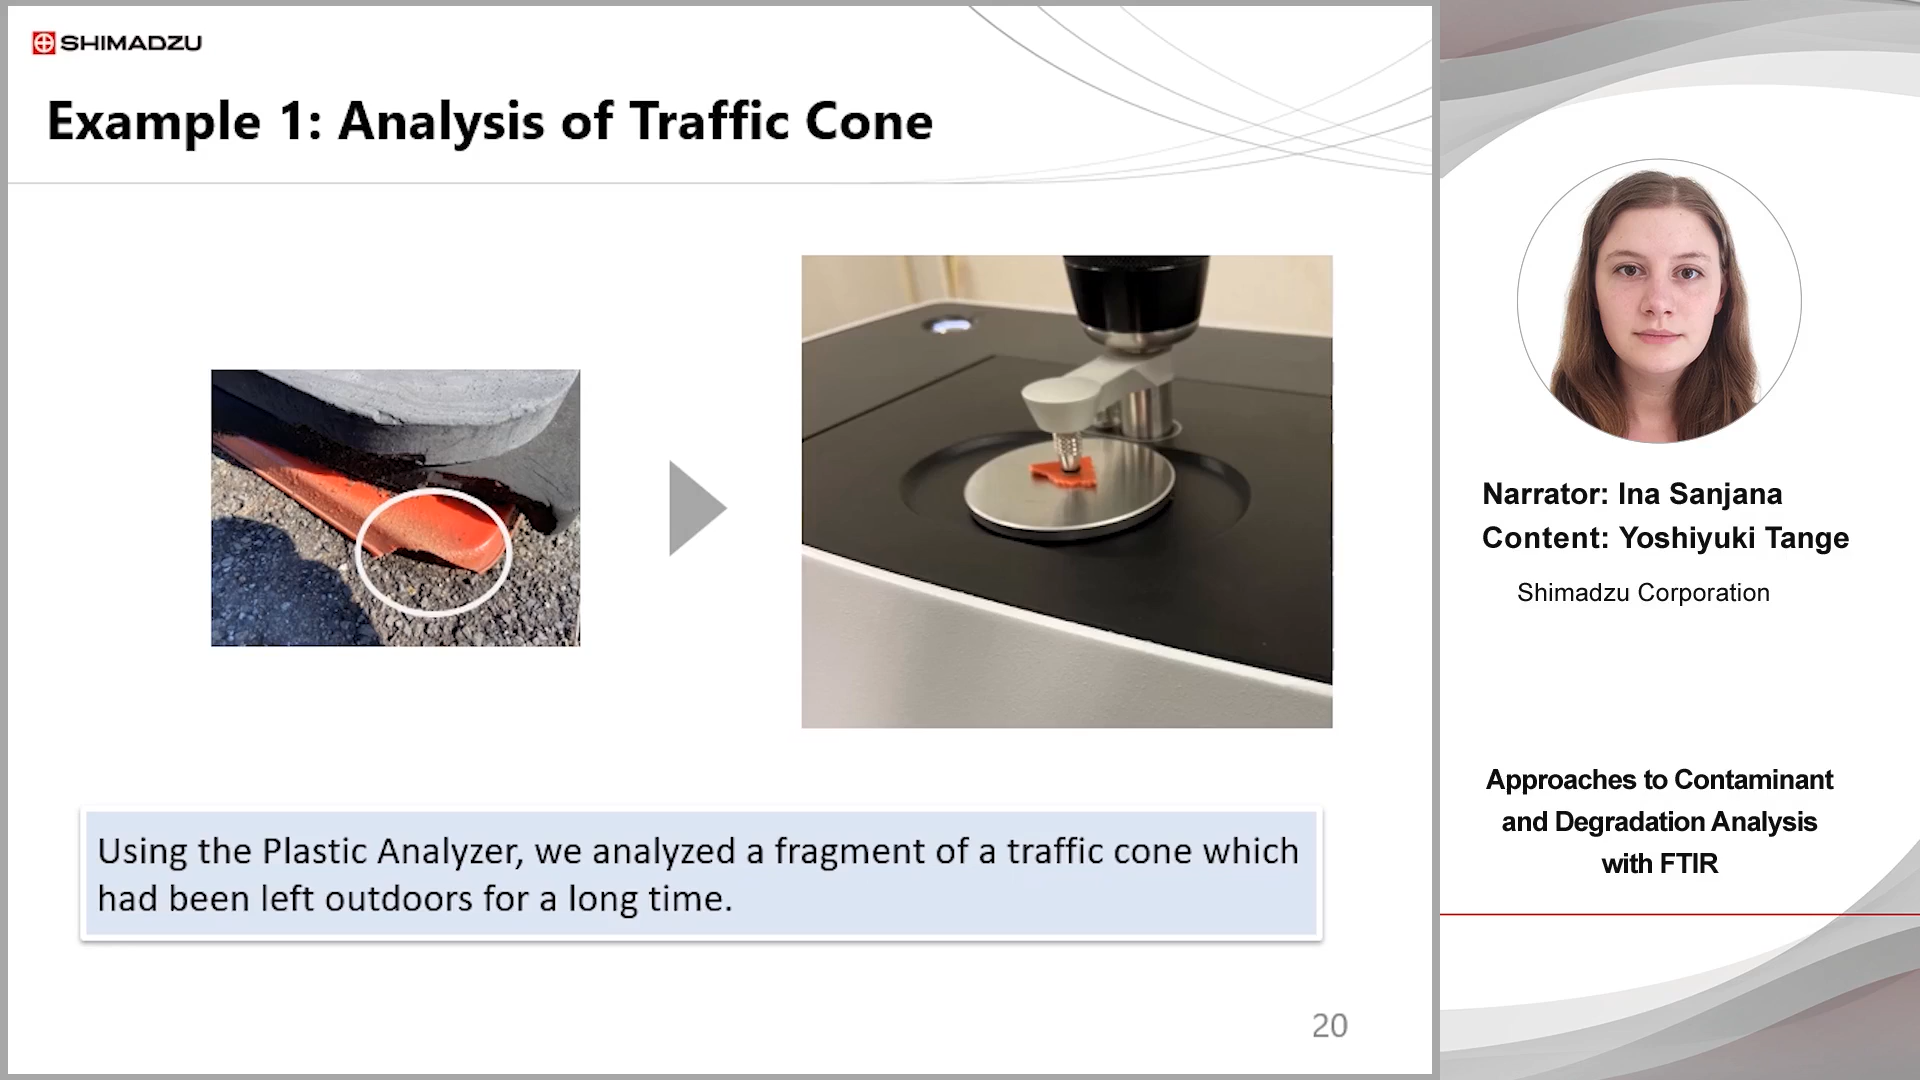 SHIMADZU
Example 1: Analysis of Traffic Cone
Using the Plastic Analyzer, we analyzed a fragment of a traffic cone which
had been left outdoors for a long time.
20
Narrator: Ina Sanjana
Content: Yoshiyuki Tange
Shimadzu Corporation
Approaches to Contaminant
and Degradation Analysis
with FTIR